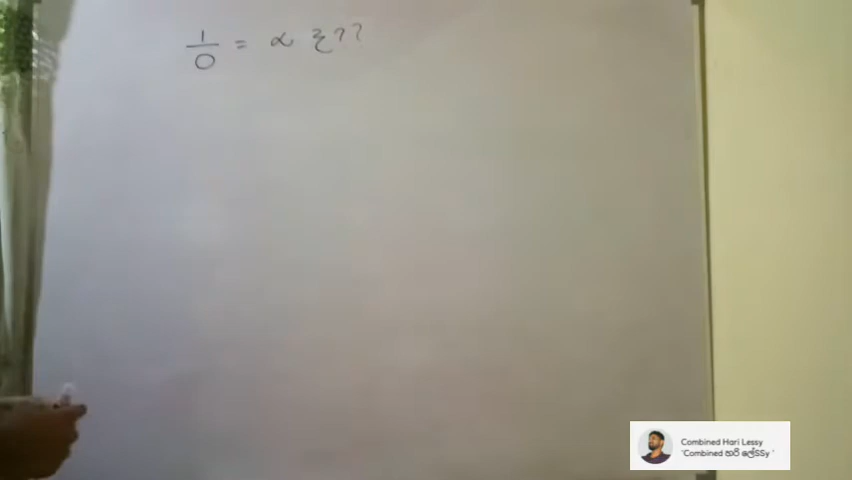 1/0 = ∝ ද??
Combined Hari Lessy
'Combined හරි ලේSSy '